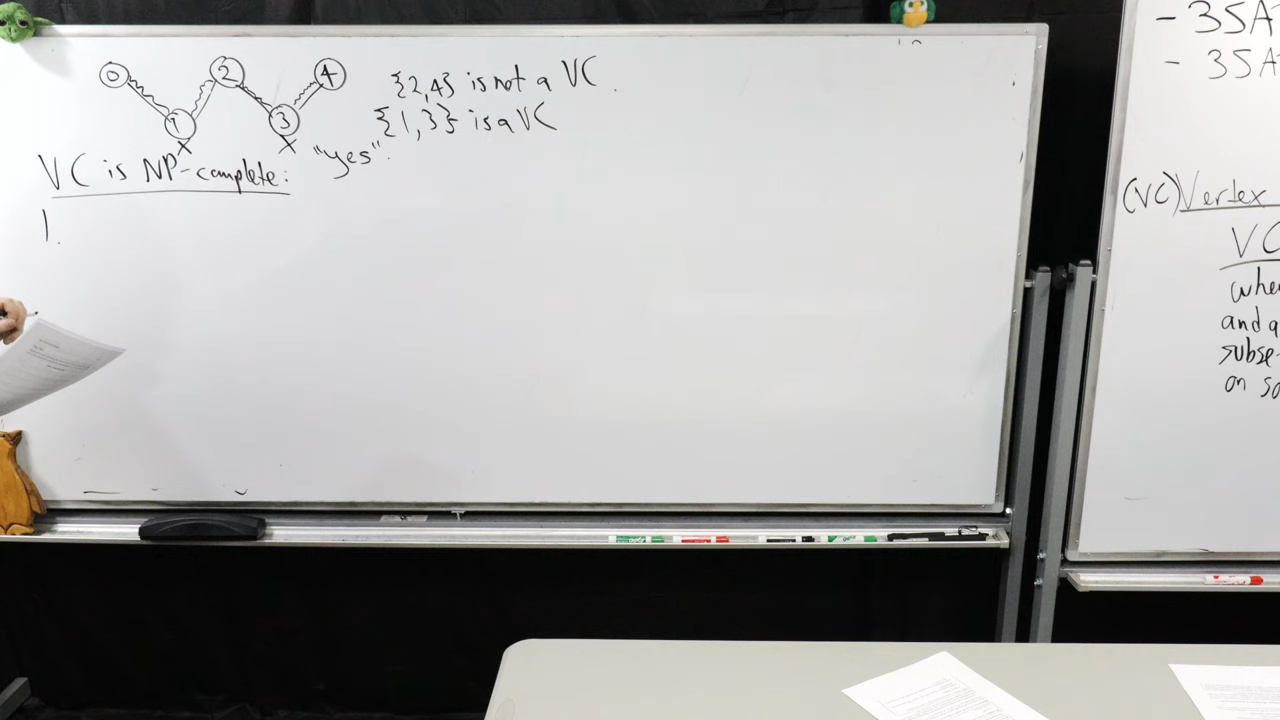 0 2 4
1 3
{2,4} is not a VC.
{1,3} is a VC
"yes".
VC is NP-complete:
1.
- 3SA
- 3SA
(VC) Vertex
VC
whe
and a
subse
on so